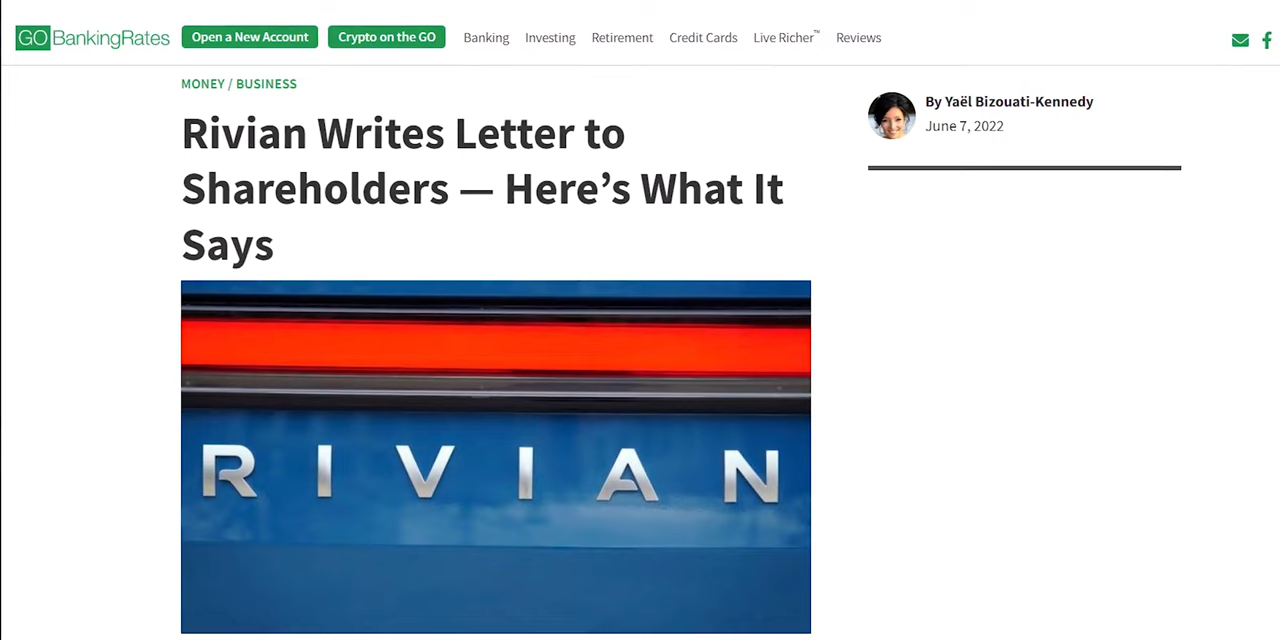 GOBankingRates Open a New Account Crypto on the GO Banking Investing Retirement Credit Cards Live Richer™ Reviews
MONEY / BUSINESS
Rivian Writes Letter to
Shareholders — Here’s What It
Says
By Yaël Bizouati-Kennedy
June 7, 2022
RIVIAN